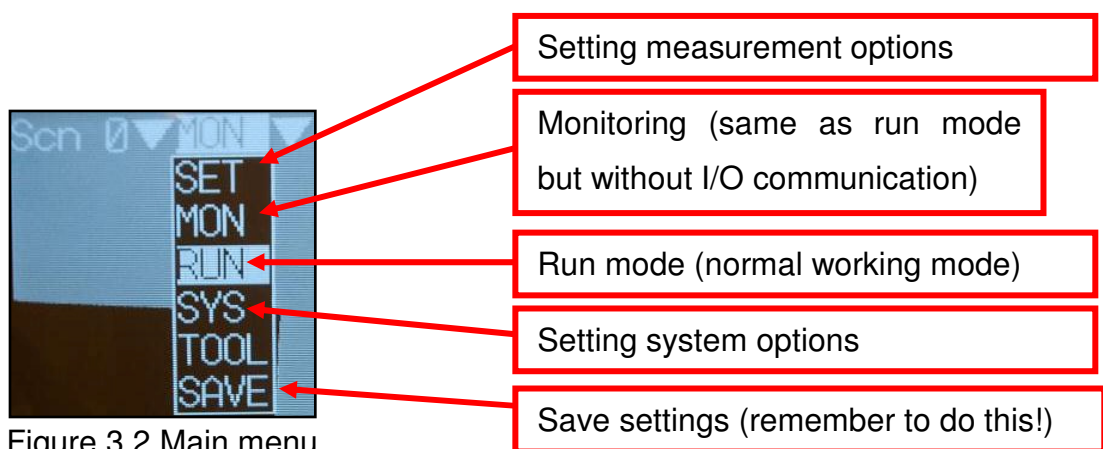 Setting measurement options
Monitoring (same as run mode
but without I/O communication)
Scn 0 MON
SET
MON
RUN
SYS
TOOL
SAVE
Run mode (normal working mode)
Setting system options
Save settings (remember to do this!)
Figure 3.2 Main menu